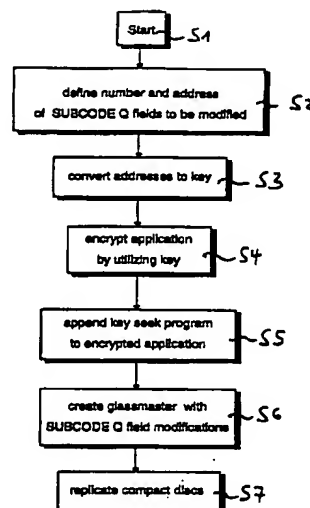 Start S1
define number and address S2
of SUBCODE Q fields to be modified
convert addresses to key S3
encrypt application S4
by utilizing key
append key seek program S5
to encrypted application
create glassmaster with S6
SUBCODE Q field modifications
replicate compact discs S7